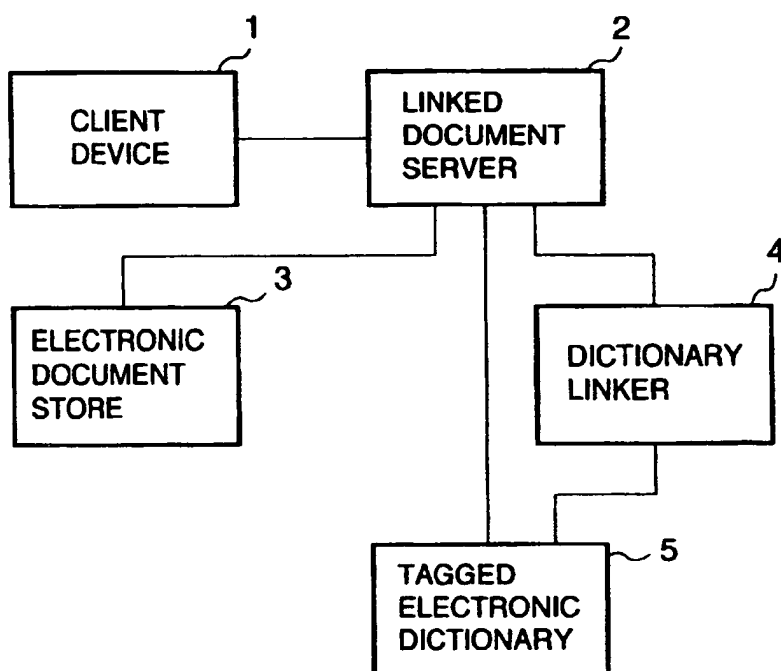 1
CLIENT
DEVICE
2
LINKED
DOCUMENT
SERVER
3
ELECTRONIC
DOCUMENT
STORE
4
DICTIONARY
LINKER
5
TAGGED
ELECTRONIC
DICTIONARY